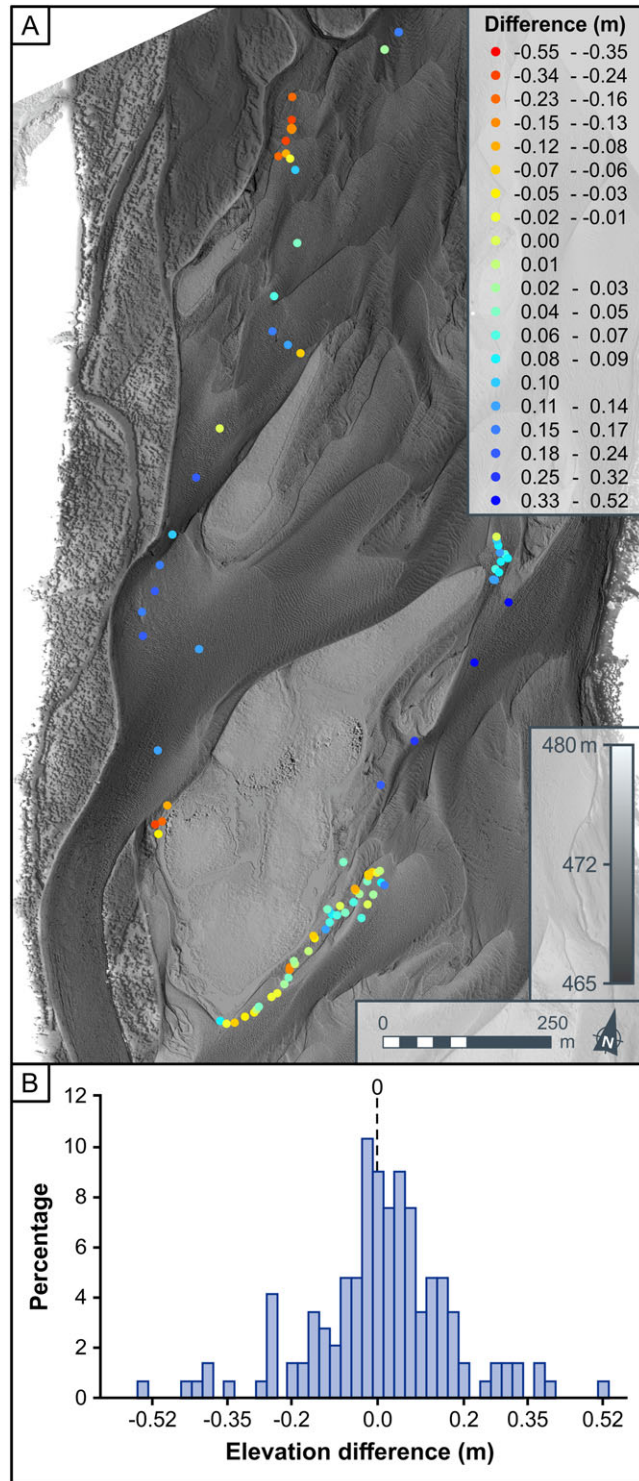 A
Difference (m)
-0.55 - -0.35
-0.34 - -0.24
-0.23 - -0.16
-0.15 - -0.13
-0.12 - -0.08
-0.07 - -0.06
-0.05 - -0.03
-0.02 - -0.01
0.00
0.01
0.02 - 0.03
0.04 - 0.05
0.06 - 0.07
0.08 - 0.09
0.10
0.11 - 0.14
0.15 - 0.17
0.18 - 0.24
0.25 - 0.32
0.33 - 0.52
480 m
472
465
0 250
m
N
B
0
12
10
8
6
4
2
0
Percentage
-0.52 -0.35 -0.2 0.0 0.2 0.35 0.52
Elevation difference (m)